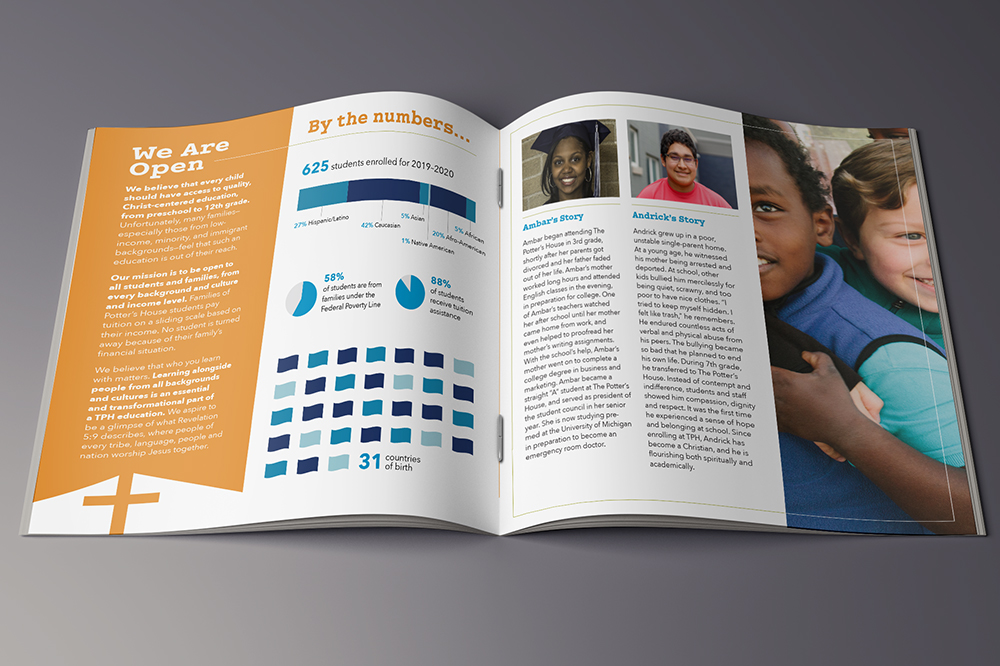 We Are
Open
We believe that every child
should have access to quality,
Christ-centered education,
from preschool to 12th grade.
Unfortunately, many families–
especially those from low-
income, minority, and immigrant
backgrounds–feel that such an
education is out of their reach.
Our mission is to be open to
all students and families, from
every background and culture
and income level. Families of
Potter's House students pay
tuition on a sliding scale based on
their income. No student is turned
away because of their family's
financial situation.
We believe that who you learn
with matters. Learning alongside
people from all backgrounds
and cultures is an essential
and transformational part of
a TPH education. We aspire to
be a glimpse of what Revelation
5:9 describes, where people of
every tribe, language, people and
nation worship Jesus together.
By the numbers...
625 students enrolled for 2019-2020
27% Hispanic/Latino
42% Caucasian
5% Asian
1% Native American
20% Afro-American
5% African
58%
of students are from
families under the
Federal Poverty Line
88%
of students
receive tuition
assistance
31 countries
of birth
Ambar's Story
Ambar began attending The
Potter's House in 3rd grade,
shortly after her parents got
divorced and her father faded
out of her life. Ambar's mother
worked long hours and attended
English classes in the evening,
in preparation for college. One
of Ambar's teachers watched
her after school until her mother
came home from work, and
even helped to proofread her
mother's writing assignments.
With the school's help, Ambar's
mother went on to complete a
college degree in business and
marketing. Ambar became a
straight "A" student at The Potter's
House, and served as president of
the student council in her senior
year. She is now studying pre-
med at the University of Michigan
in preparation to become an
emergency room doctor.
Andrick's Story
Andrick grew up in a poor,
unstable single-parent home.
At a young age, he witnessed
his mother being arrested and
deported. At school, other
kids bullied him mercilessly for
being quiet, scrawny, and too
poor to have nice clothes. "I
tried to keep myself hidden. I
felt like trash," he remembers.
He endured countless acts of
verbal and physical abuse from
his peers. The bullying became
so bad that he planned to end
his own life. During 7th grade,
he transferred to The Potter's
House. Instead of contempt and
indifference, students and staff
showed him compassion, dignity
and respect. It was the first time
he experienced a sense of hope
and belonging at school. Since
enrolling at TPH, Andrick has
become a Christian, and he is
flourishing both spiritually and
academically.